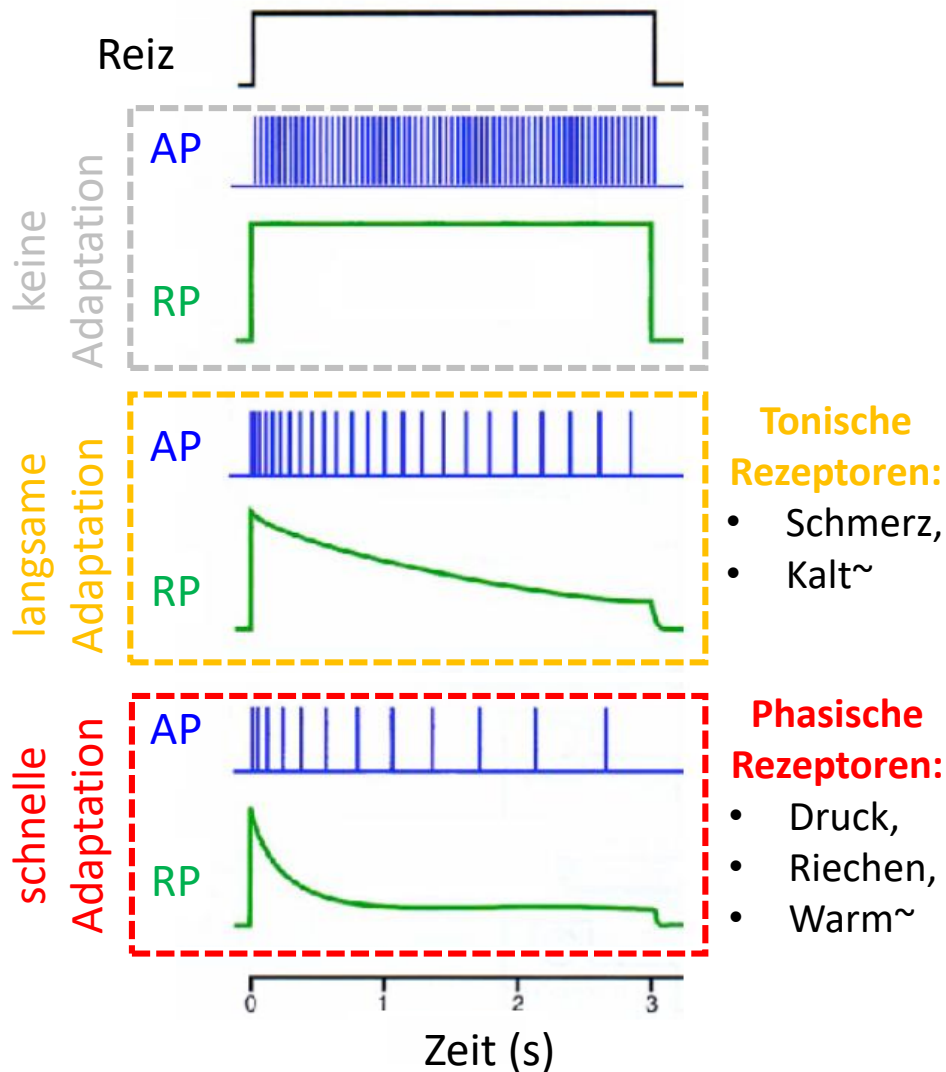 Reiz
keine
Adaptation
AP
RP
langsame
Adaptation
AP
RP
Tonische
Rezeptoren:
• Schmerz,
• Kalt~
schnelle
Adaptation
AP
RP
Phasische
Rezeptoren:
• Druck,
• Riechen,
• Warm~
0 1 2 3
Zeit (s)